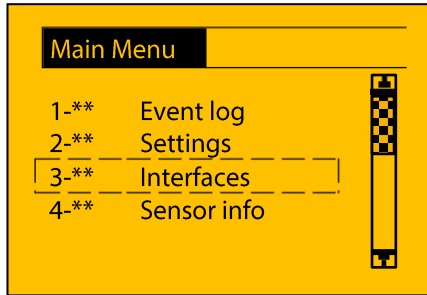 Main Menu
1-** Event log
2-** Settings
3-** Interfaces
4-** Sensor info